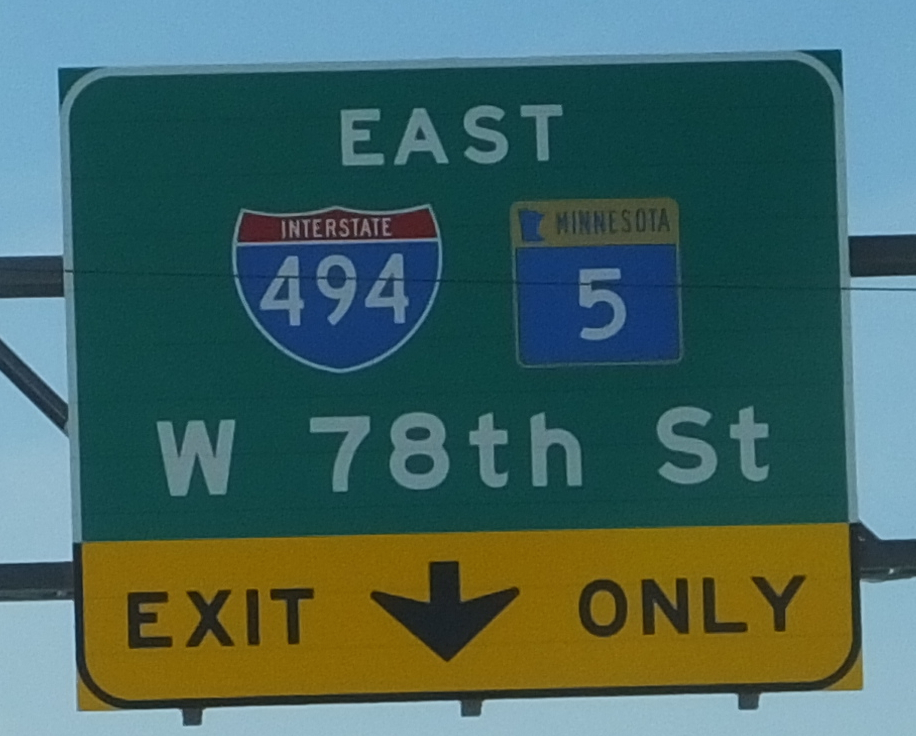 EAST
INTERSTATE
494
MINNESOTA
5
W 78th St
EXIT ONLY